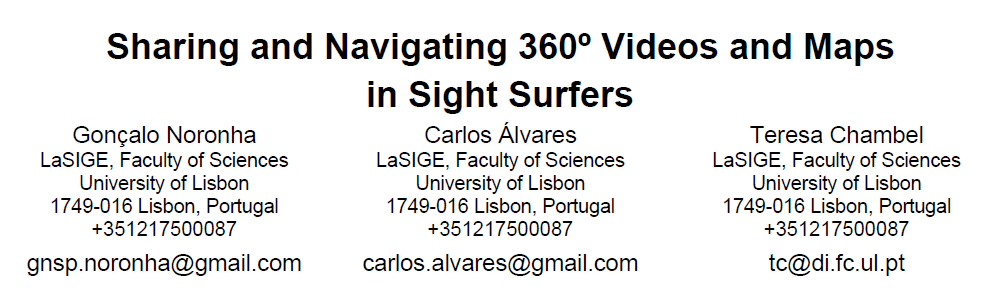 Sharing and Navigating 360º Videos and Maps
in Sight Surfers
Gonçalo Noronha
LaSIGE, Faculty of Sciences
University of Lisbon
1749-016 Lisbon, Portugal
+351217500087
gnsp.noronha@gmail.com
Carlos Álvares
LaSIGE, Faculty of Sciences
University of Lisbon
1749-016 Lisbon, Portugal
+351217500087
carlos.alvares@gmail.com
Teresa Chambel
LaSIGE, Faculty of Sciences
University of Lisbon
1749-016 Lisbon, Portugal
+351217500087
tc@di.fc.ul.pt